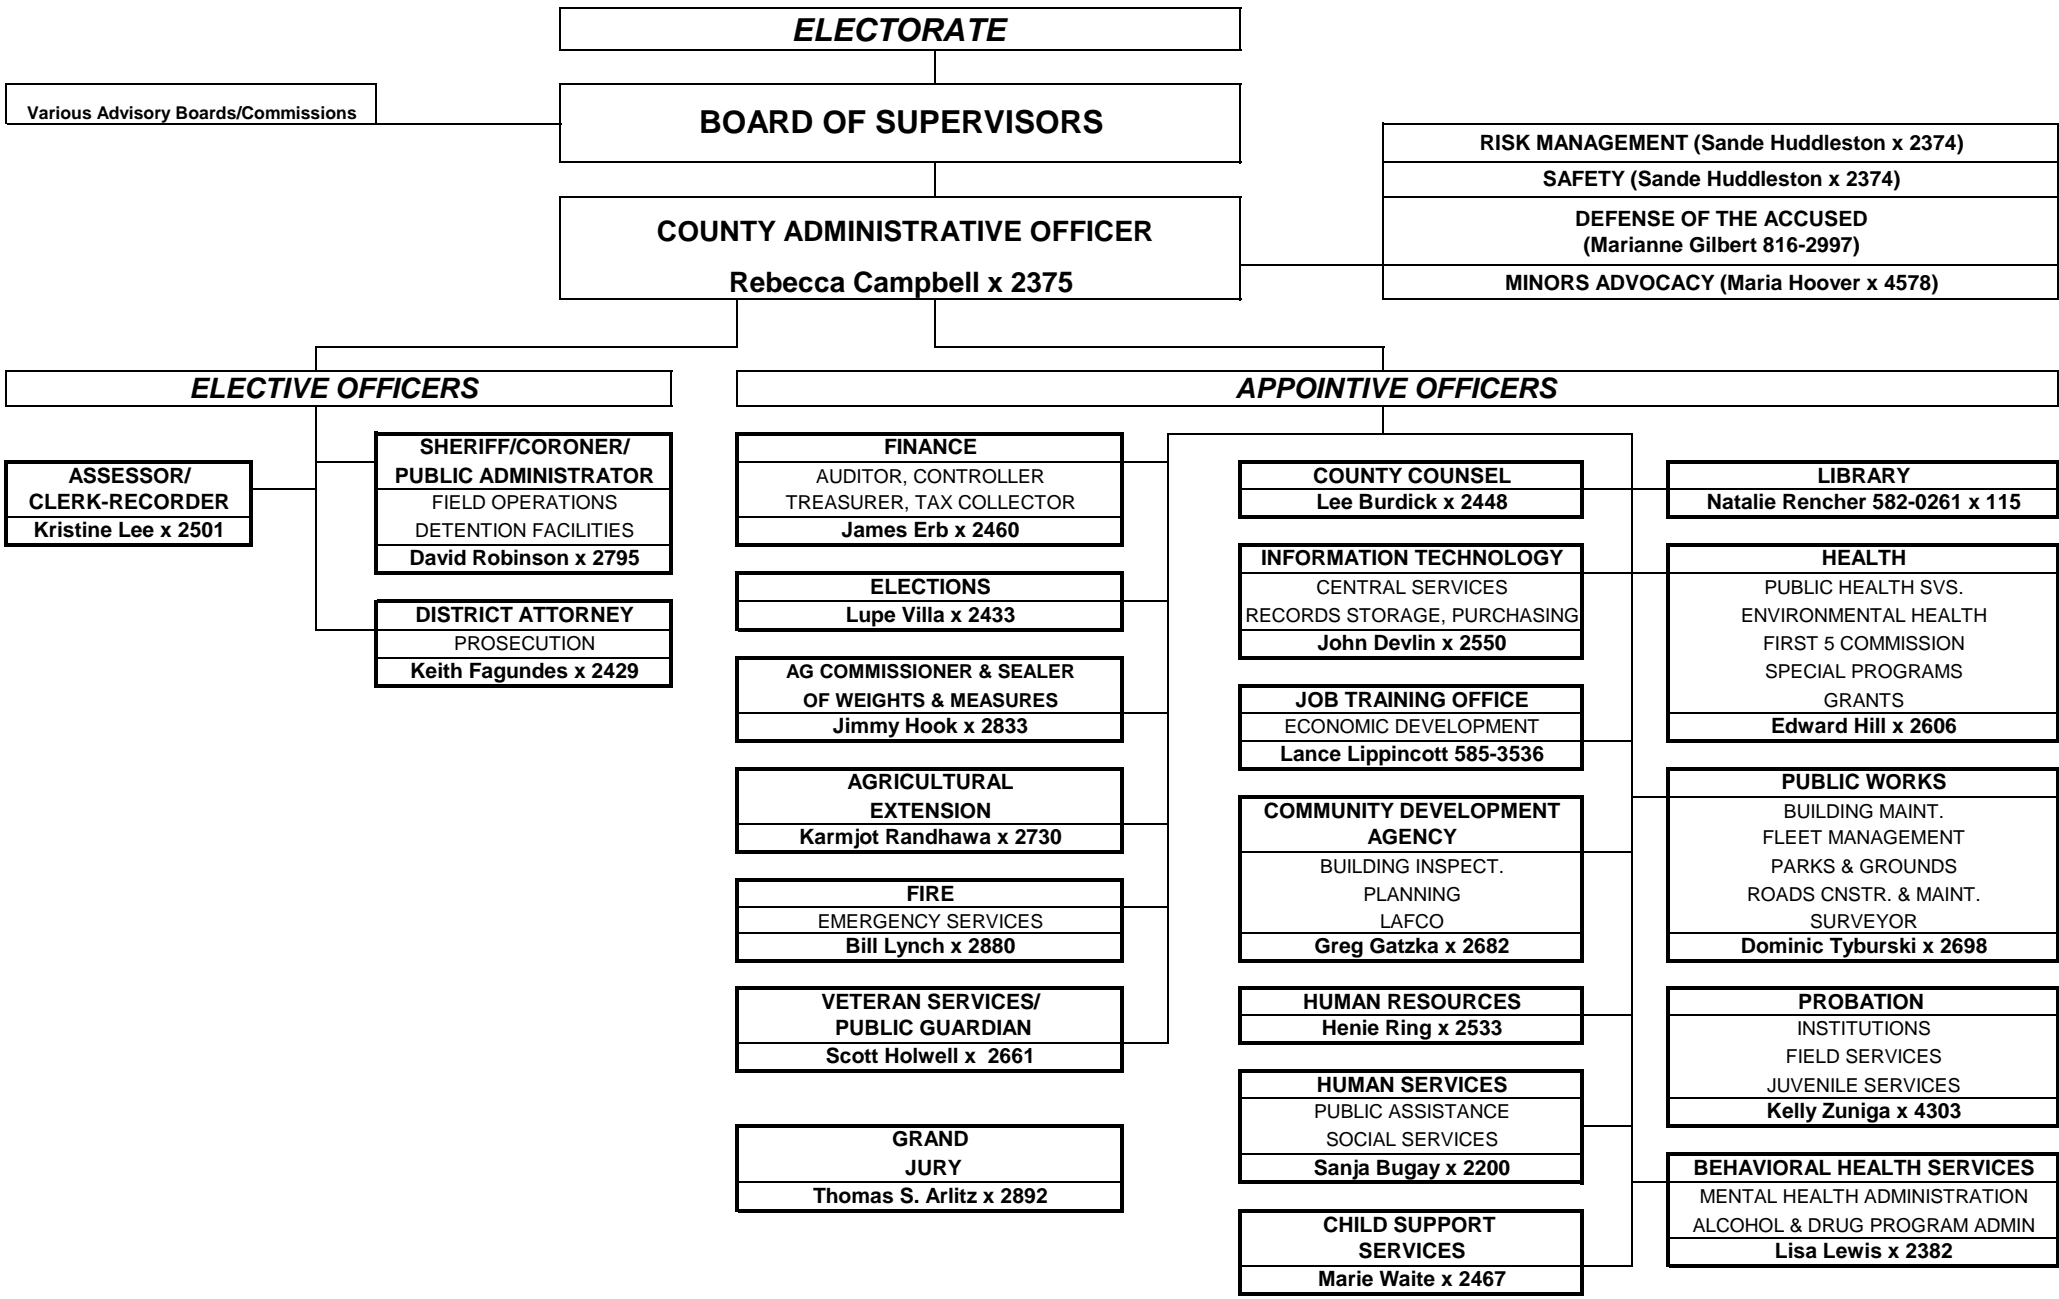 ELECTORATE
Various Advisory Boards/Commissions
BOARD OF SUPERVISORS
RISK MANAGEMENT (Sande Huddleston x 2374)
SAFETY (Sande Huddleston x 2374)
DEFENSE OF THE ACCUSED
(Marianne Gilbert 816-2997)
MINORS ADVOCACY (Maria Hoover x 4578)
COUNTY ADMINISTRATIVE OFFICER
Rebecca Campbell x 2375
ELECTIVE OFFICERS
APPOINTIVE OFFICERS
ASSESSOR/
CLERK-RECORDER
Kristine Lee x 2501
SHERIFF/CORONER/
PUBLIC ADMINISTRATOR
FIELD OPERATIONS
DETENTION FACILITIES
David Robinson x 2795
DISTRICT ATTORNEY
PROSECUTION
Keith Fagundes x 2429
FINANCE
AUDITOR, CONTROLLER
TREASURER, TAX COLLECTOR
James Erb x 2460
ELECTIONS
Lupe Villa x 2433
AG COMMISSIONER & SEALER
OF WEIGHTS & MEASURES
Jimmy Hook x 2833
AGRICULTURAL
EXTENSION
Karmjot Randhawa x 2730
FIRE
EMERGENCY SERVICES
Bill Lynch x 2880
VETERAN SERVICES/
PUBLIC GUARDIAN
Scott Holwell x  2661
GRAND
JURY
Thomas S. Arlitz x 2892
COUNTY COUNSEL
Lee Burdick x 2448
INFORMATION TECHNOLOGY
CENTRAL SERVICES
RECORDS STORAGE, PURCHASING
John Devlin x 2550
JOB TRAINING OFFICE
ECONOMIC DEVELOPMENT
Lance Lippincott 585-3536
COMMUNITY DEVELOPMENT
AGENCY
BUILDING INSPECT.
PLANNING
LAFCO
Greg Gatzka x 2682
HUMAN RESOURCES
Henie Ring x 2533
HUMAN SERVICES
PUBLIC ASSISTANCE
SOCIAL SERVICES
Sanja Bugay x 2200
CHILD SUPPORT
SERVICES
Marie Waite x 2467
LIBRARY
Natalie Rencher 582-0261 x 115
HEALTH
PUBLIC HEALTH SVS.
ENVIRONMENTAL HEALTH
FIRST 5 COMMISSION
SPECIAL PROGRAMS
GRANTS
Edward Hill x 2606
PUBLIC WORKS
BUILDING MAINT.
FLEET MANAGEMENT
PARKS & GROUNDS
ROADS CNSTR. & MAINT.
SURVEYOR
Dominic Tyburski x 2698
PROBATION
INSTITUTIONS
FIELD SERVICES
JUVENILE SERVICES
Kelly Zuniga x 4303
BEHAVIORAL HEALTH SERVICES
MENTAL HEALTH ADMINISTRATION
ALCOHOL & DRUG PROGRAM ADMIN
Lisa Lewis x 2382